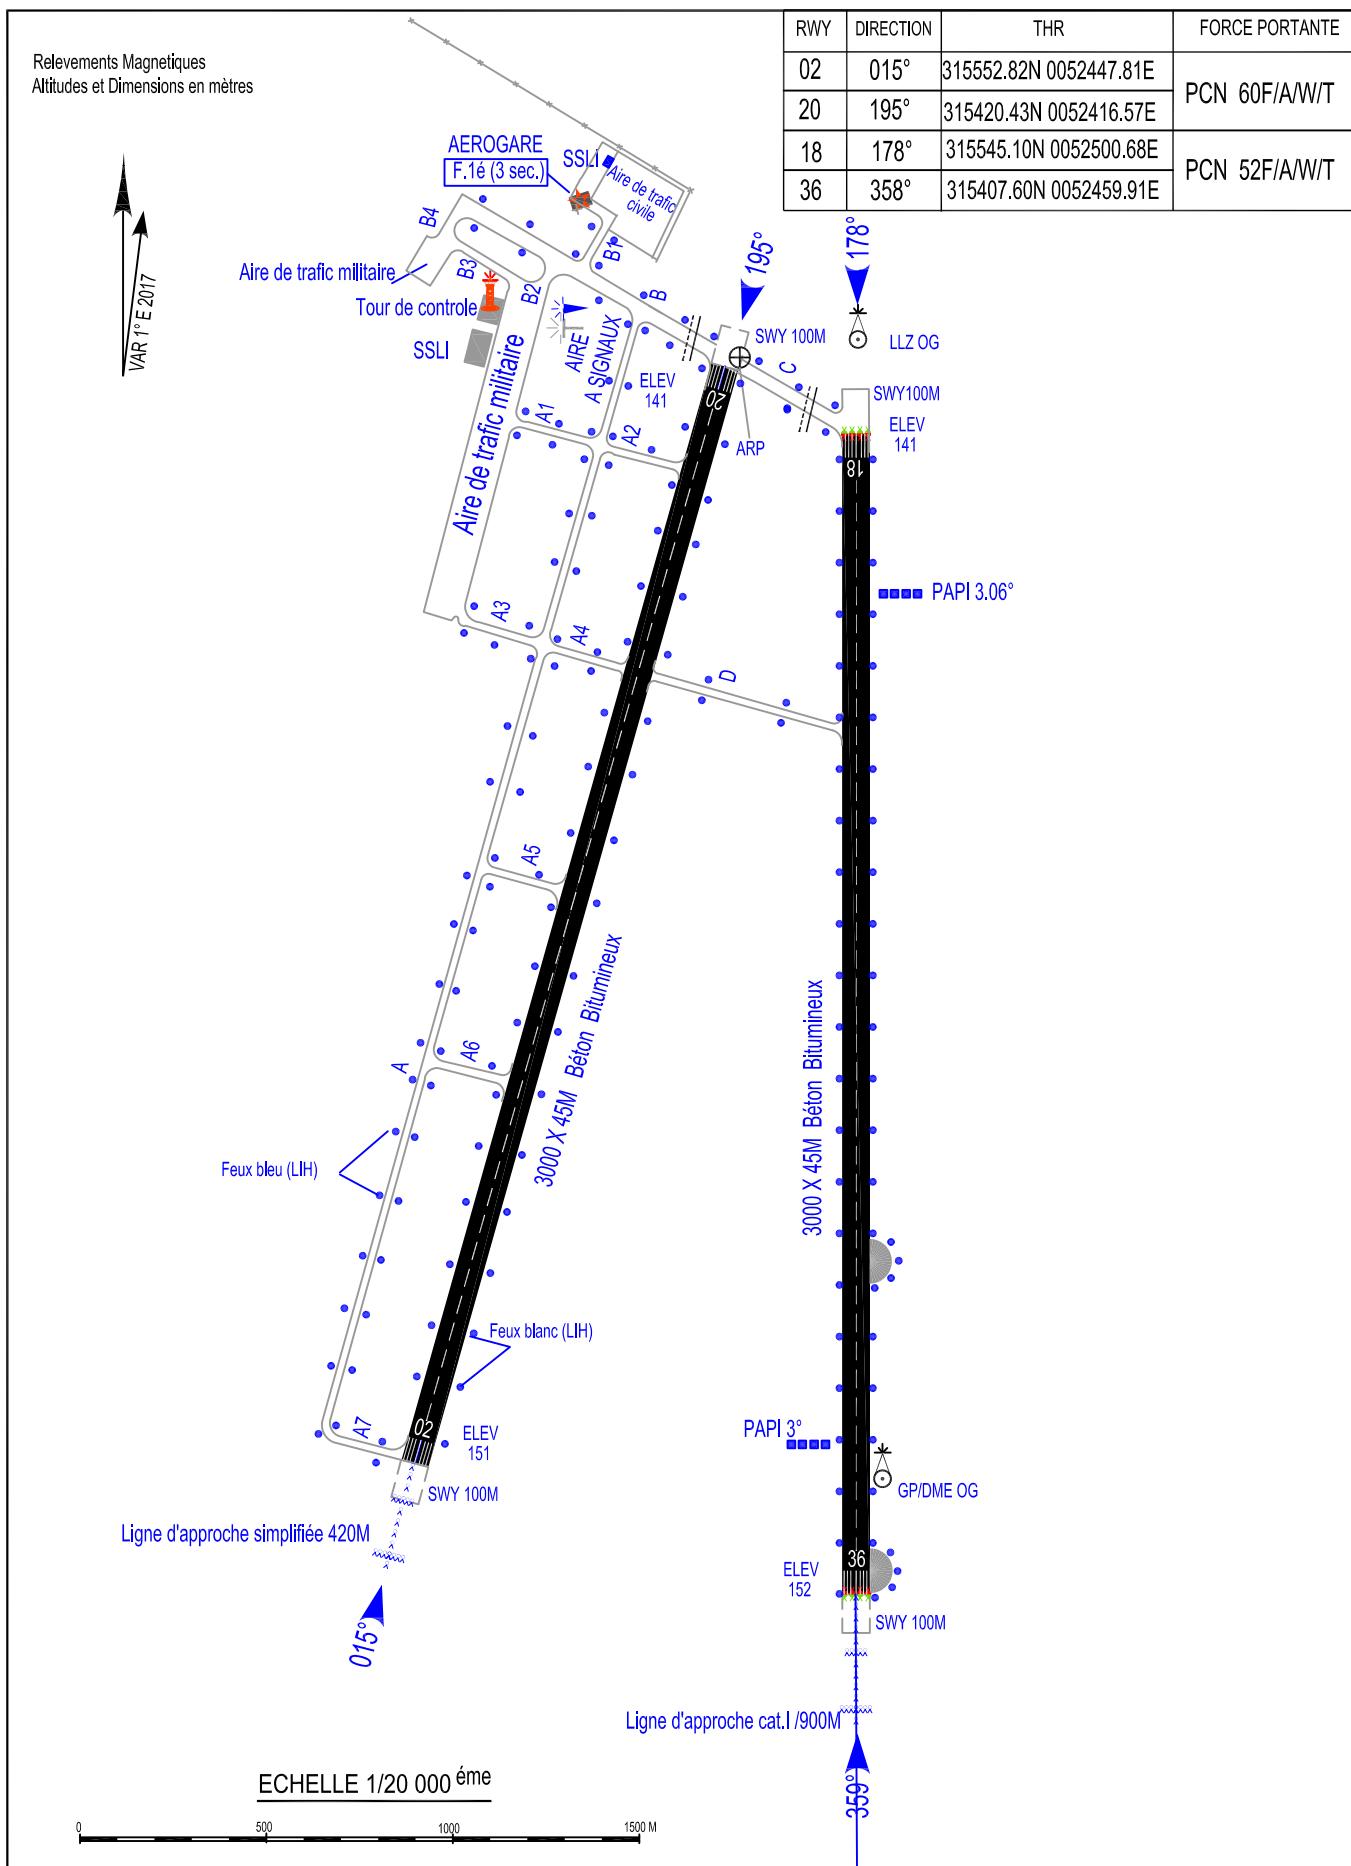 Relevements Magnetiques
Altitudes et Dimensions en mètres
RWY DIRECTION THR FORCE PORTANTE
02 015° 315552.82N 0052447.81E PCN 60F/A/W/T
20 195° 315420.43N 0052416.57E
18 178° 315545.10N 0052500.68E PCN 52F/A/W/T
36 358° 315407.60N 0052459.91E
VAR 1° E 2017
AEROGARE
F.1é (3 sec.)
SSLI
Aire de trafic
civile
B4
B3
B2
B1
B
Aire de trafic militaire
Tour de controle
SSLI
AIRE
A SIGNAUX
Aire de trafic militaire
195°
178°
SWY 100M
LLZ OG
C
ELEV
141
SWY100M
ELEV
141
20
18
ARP
A1
A2
PAPI 3.06°
A3
A4
D
A5
3000 X 45M Béton Bitumineux
3000 X 45M Béton Bitumineux
A6
A
Feux bleu (LIH)
Feux blanc (LIH)
A7
02
ELEV
151
SWY 100M
PAPI 3°
GP/DME OG
Ligne d'approche simplifiée 420M
015°
ELEV
152
36
SWY 100M
Ligne d'approche cat.I /900M
359°
ECHELLE 1/20 000 éme
0 500 1000 1500 M